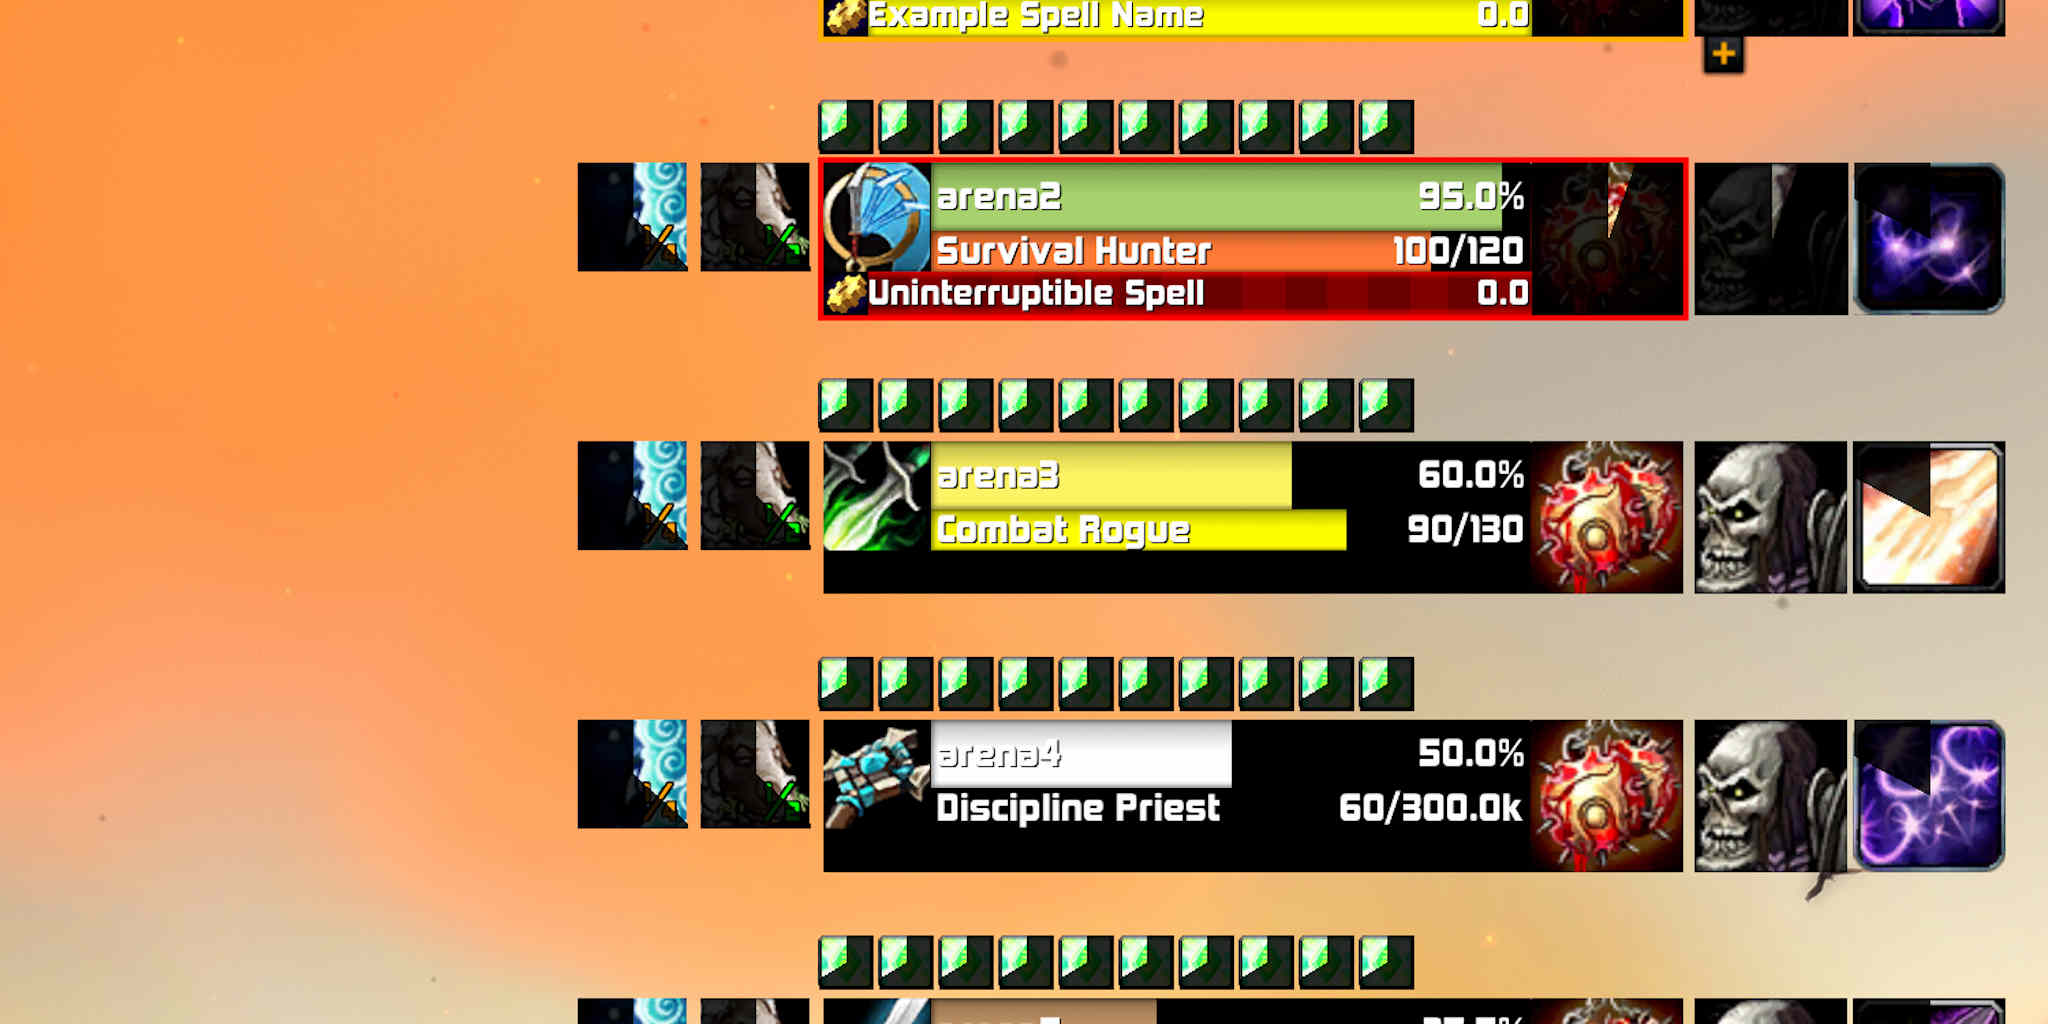 Example Spell Name 0.0
arena2 95.0%
Survival Hunter 100/120
Uninterruptible Spell 0.0
arena3 60.0%
Combat Rogue 90/130
arena4 50.0%
Discipline Priest 60/300.0k